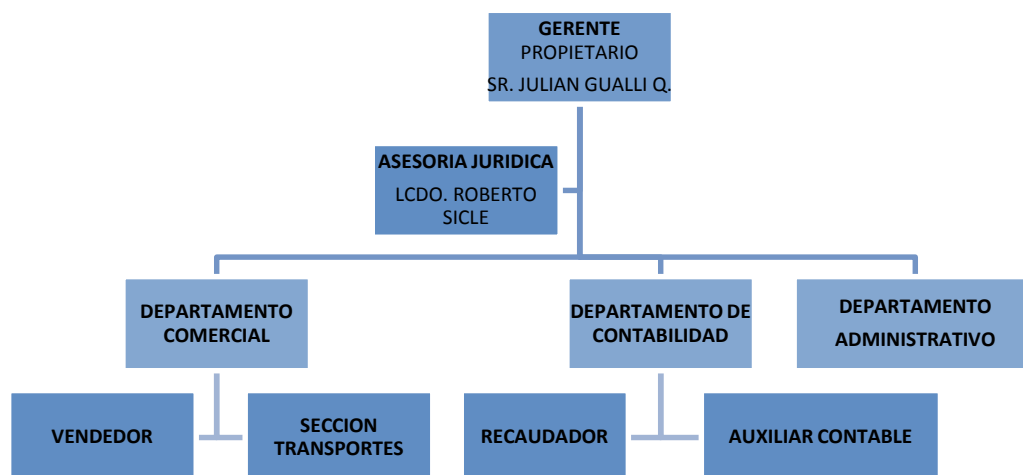 GERENTE
PROPIETARIO
SR. JULIAN GUALLI Q.
ASESORIA JURIDICA
LCDO. ROBERTO
SICLE
DEPARTAMENTO
COMERCIAL
DEPARTAMENTO DE
CONTABILIDAD
DEPARTAMENTO
ADMINISTRATIVO
VENDEDOR
SECCION
TRANSPORTES
RECAUDADOR
AUXILIAR CONTABLE